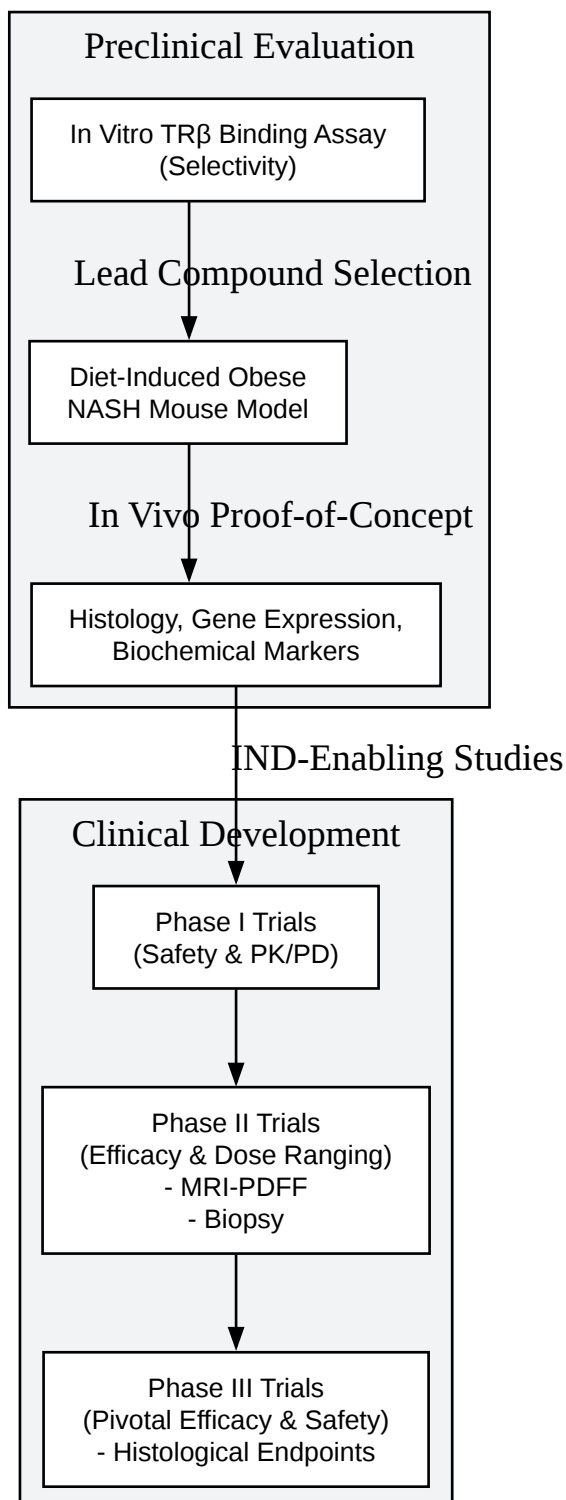 Preclinical Evaluation
In Vitro TRβ Binding Assay
(Selectivity)
Lead Compound Selection
Diet-Induced Obese
NASH Mouse Model
In Vivo Proof-of-Concept
Histology, Gene Expression,
Biochemical Markers
IND-Enabling Studies
Clinical Development
Phase I Trials
(Safety & PK/PD)
Phase II Trials
(Efficacy & Dose Ranging)
- MRI-PDFF
- Biopsy
Phase III Trials
(Pivotal Efficacy & Safety)
- Histological Endpoints